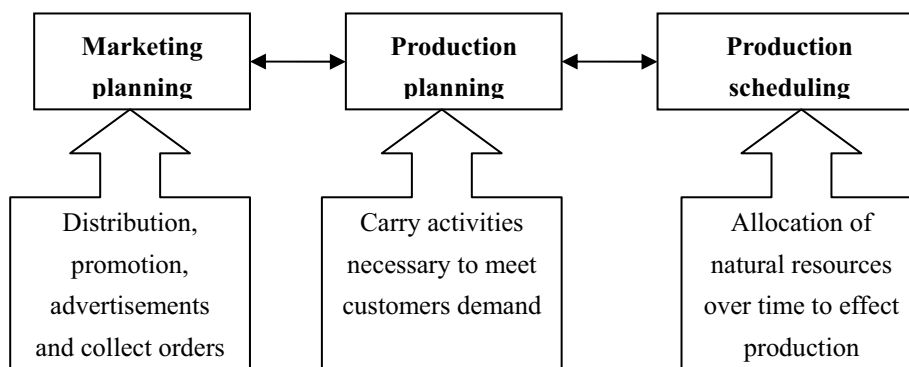 Marketing
planning
Production
planning
Production
scheduling
Distribution,
promotion,
advertisements
and collect orders
Carry activities
necessary to meet
customers demand
Allocation of
natural resources
over time to effect
production